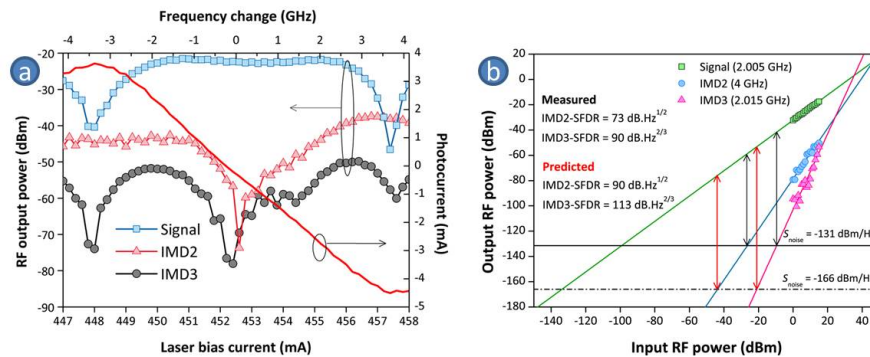 Frequency change (GHz)
-4 -3 -2 -1 0 1 2 3 4
a
-20
-30
-40
-50
-60
-70
-80
-90
RF output power (dBm)
4
3
2
1
0
-1
-2
-3
-4
-5
Photocurrent (mA)
Signal
IMD2
IMD3
447 448 449 450 451 452 453 454 455 456 457 458
Laser bias current (mA)
b
40
20
0
-20
-40
-60
-80
-100
-120
-140
-160
-180
Output RF power (dBm)
Signal (2.005 GHz)
IMD2 (4 GHz)
IMD3 (2.015 GHz)
Measured
IMD2-SFDR = 73 dB.Hz1/2
IMD3-SFDR = 90 dB.Hz2/3
Predicted
IMD2-SFDR = 90 dB.Hz1/2
IMD3-SFDR = 113 dB.Hz2/3
Snoise = -131 dBm/H
Snoise = -166 dBm/H
-140 -120 -100 -80 -60 -40 -20 0 20 40
Input RF power (dBm)